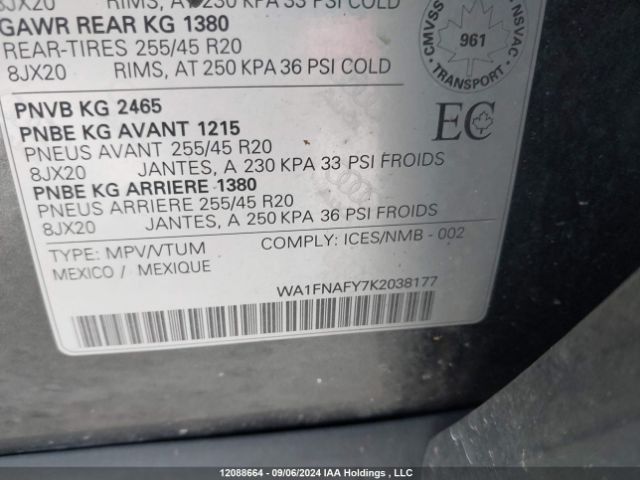 8JX20 RIMS, A 230 KPA 33 PSI COLD
GAWR REAR KG 1380
REAR-TIRES 255/45 R20
8JX20 RIMS, AT 250 KPA 36 PSI COLD
CMVSS NSVAC
961
TRANSPORT
PNVB KG 2465
PNBE KG AVANT 1215
PNEUS AVANT 255/45 R20
8JX20 JANTES, A 230 KPA 33 PSI FROIDS
PNBE KG ARRIERE 1380
PNEUS ARRIERE 255/45 R20
8JX20 JANTES, A 250 KPA 36 PSI FROIDS
EC
TYPE: MPV/VTUM COMPLY: ICES/NMB - 002
MEXICO / MEXIQUE
WA1FNAFY7K2038177
12088664 - 09/06/2024 IAA Holdings , LLC